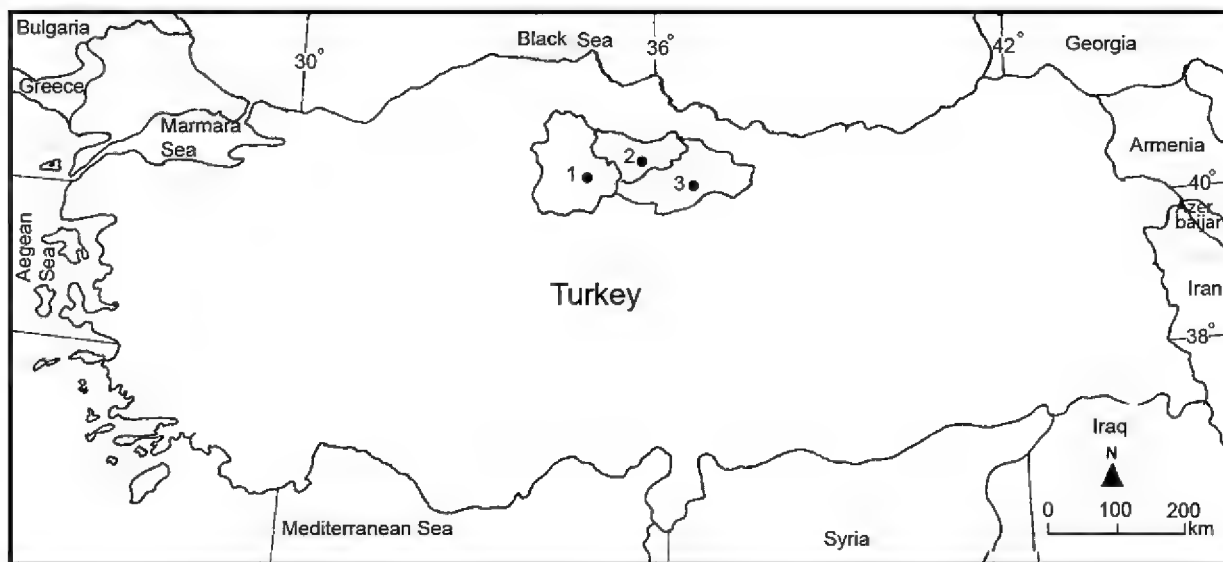 Bulgaria
Black Sea
30°
36°
42°
Georgia
Greece
Marmara
Sea
Armenia
1
2
3
40°
Azer
baijan
Aegean
Sea
Turkey
Iran
38°
Iraq
N
0 100 200
km
Mediterranean Sea
Syria